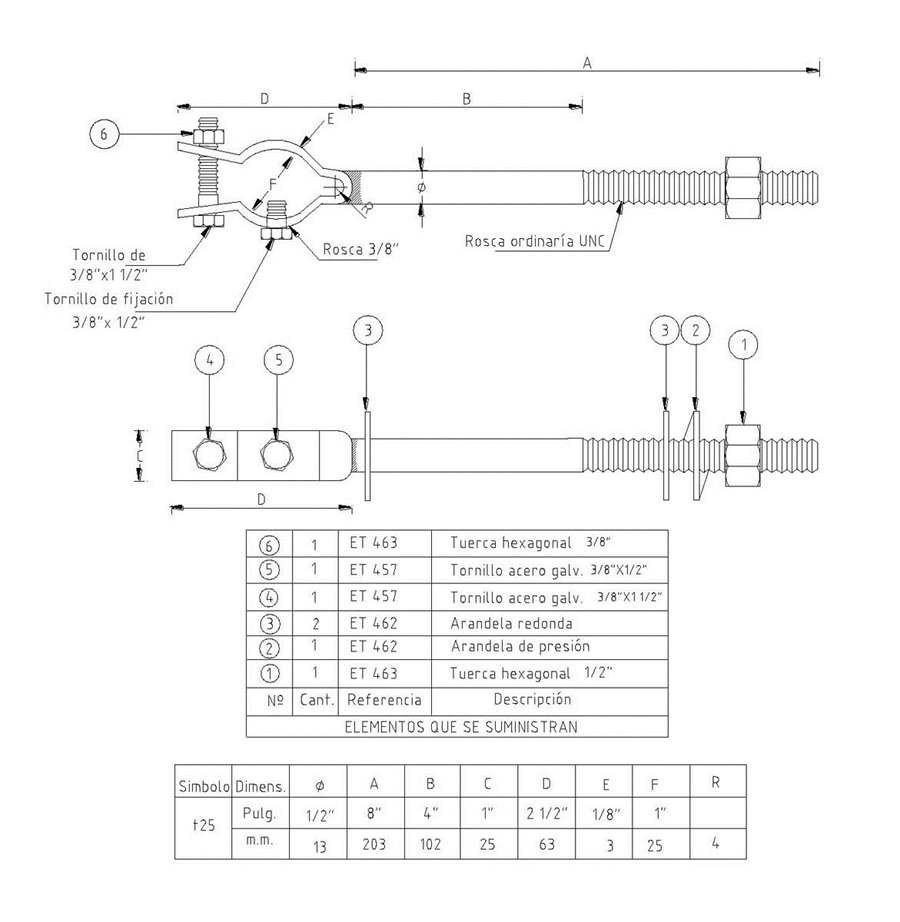 A
D
B
E
6
F
ø
R
Rosca 3/8"
Rosca ordinaría UNC
Tornillo de
3/8"x1 1/2"
Tornillo de fijación
3/8"x 1/2"
3
3
2
1
4
5
C
D
6 1 ET 463 Tuerca hexagonal 3/8"
5 1 ET 457 Tornillo acero galv. 3/8"X1/2"
4 1 ET 457 Tornillo acero galv. 3/8"X1 1/2"
3 2 ET 462 Arandela redonda
2 1 ET 462 Arandela de presión
1 1 ET 463 Tuerca hexagonal 1/2"
Nº Cant. Referencia Descripción
ELEMENTOS QUE SE SUMINISTRAN
Simbolo Dimens. ø A B C D E F R
t25 Pulg. 1/2" 8" 4" 1" 2 1/2" 1/8" 1"
m.m. 13 203 102 25 63 3 25 4